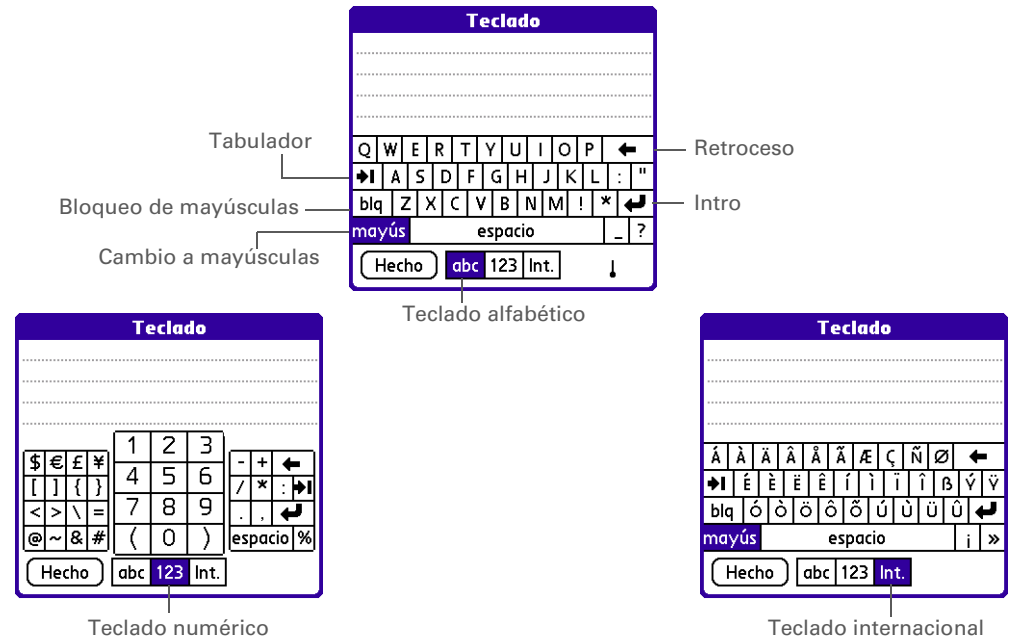 Teclado
Tabulador
Q W E R T Y U I O P
Retroceso
A S D F G H J K L : "
Bloqueo de mayúsculas
blq Z X C V B N M ! *
Intro
mayús espacio _ ?
Cambio a mayúsculas
Hecho abc 123 Int.
Teclado alfabético
Teclado
1 2 3
$ € £ ¥ 4 5 6 - +
[ ] { } / * :
< > \ = 7 8 9 . ,
@ ~ & # ( 0 ) espacio %
Hecho abc 123 Int.
Teclado numérico
Teclado
Á À Ä Â Å Ã Æ Ç Ñ Ø
É È Ë Ê Í Ì Ï Î ß Ý Ÿ
blq Ó Ò Ö Ô Õ Ú Ù Ü Û
mayús espacio ¡ »
Hecho abc 123 Int.
Teclado internacional